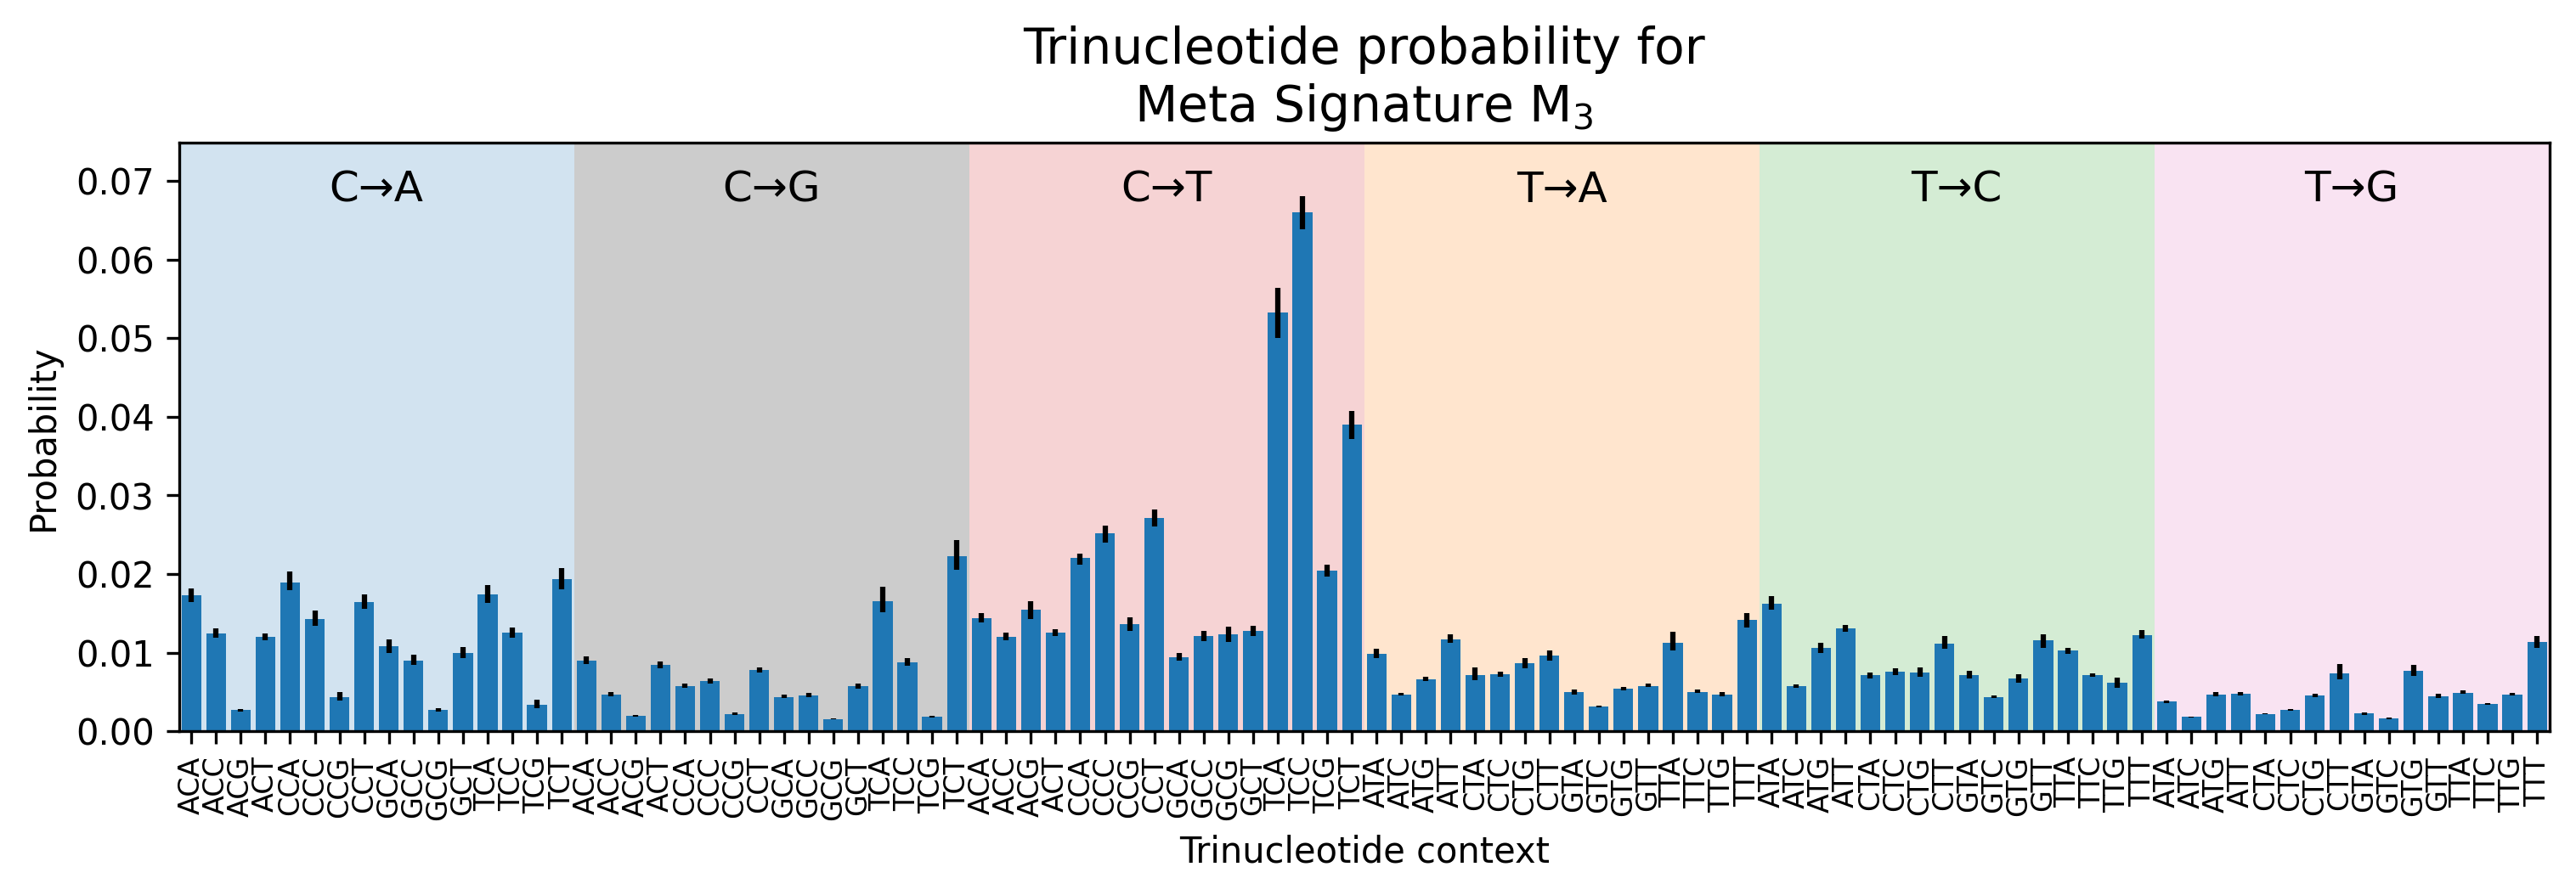 Trinucleotide probability for
Meta Signature M₃
C→A C→G C→T T→A T→C T→G
0.07
0.06
0.05
0.04
0.03
0.02
0.01
0.00
Probability
ACA ACC ACG ACT CCA CCC CCG CCT GCA GCC GCG GCT TCA TCC TCG TCT ACA ACC ACG ACT CCA CCC CCG CCT GCA GCC GCG GCT TCA TCC TCG TCT ACA ACC ACG ACT CCA CCC CCG CCT GCA GCC GCG GCT TCA TCC TCG TCT ATA ATC ATG ATT CTA CTC CTG CTT GTA GTC GTG GTT TTA TTC TTG TTT ATA ATC ATG ATT CTA CTC CTG CTT GTA GTC GTG GTT TTA TTC TTG TTT ATA ATC ATG ATT CTA CTC CTG CTT GTA GTC GTG GTT TTA TTC TTG TTT
Trinucleotide context